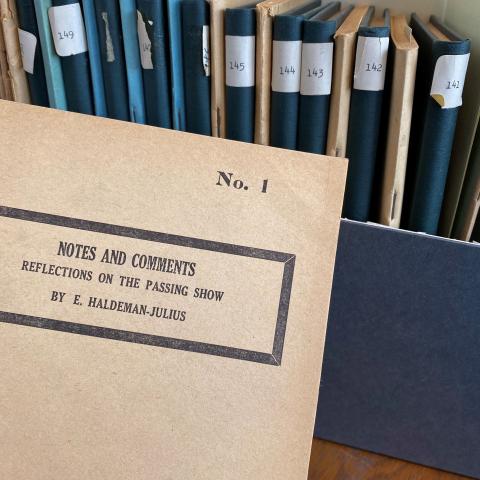 149
145
144
143
142
141
No. 1
NOTES AND COMMENTS
REFLECTIONS ON THE PASSING SHOW
BY E. HALDEMAN-JULIUS